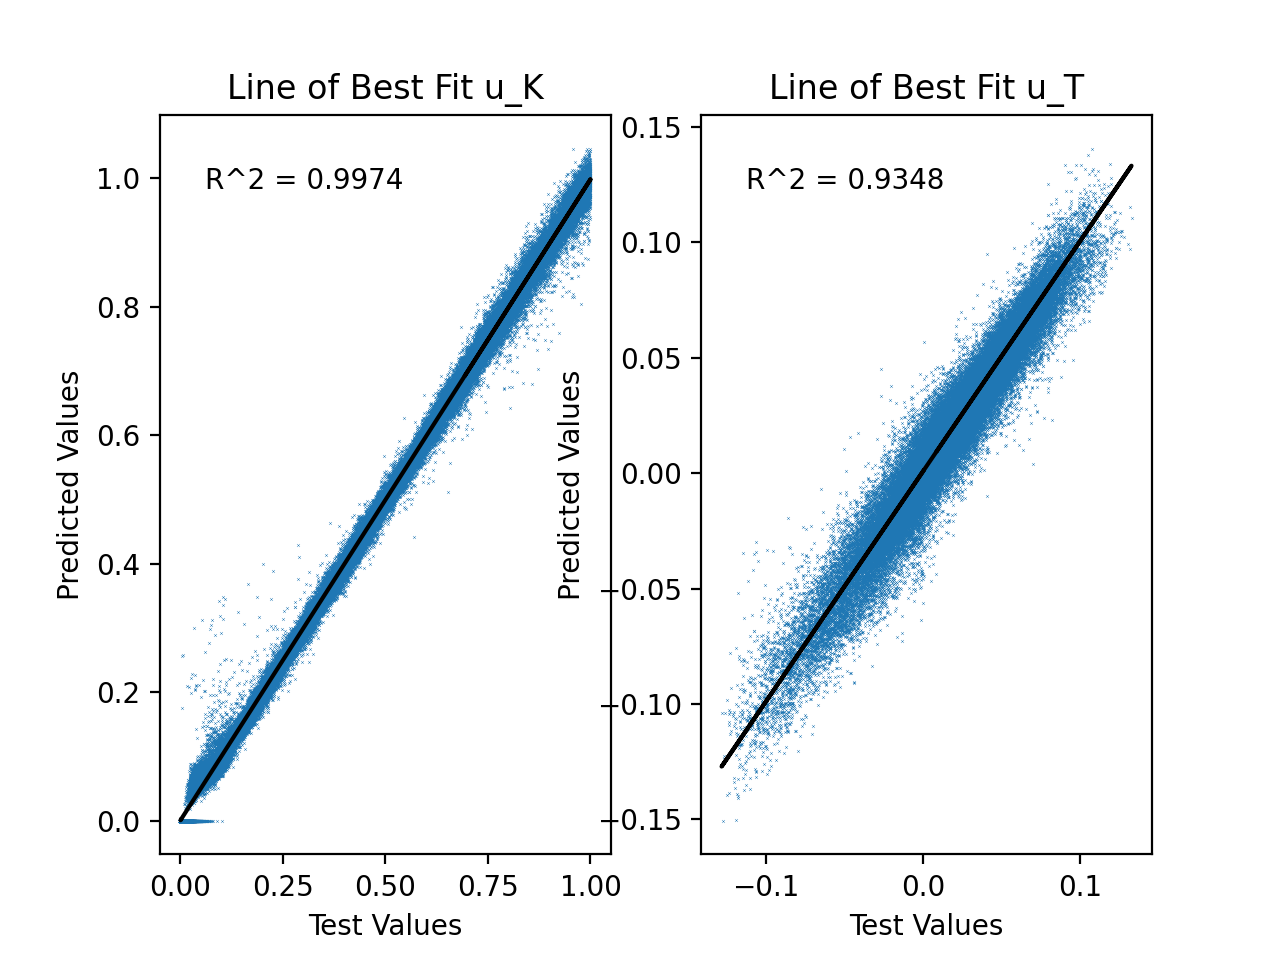 Line of Best Fit u_K
R^2 = 0.9974
1.0
0.8
0.6
0.4
0.2
0.0
Predicted Values
0.00 0.25 0.50 0.75 1.00
Test Values
Line of Best Fit u_T
R^2 = 0.9348
0.15
0.10
0.05
0.00
−0.05
−0.10
−0.15
Predicted Values
−0.1 0.0 0.1
Test Values